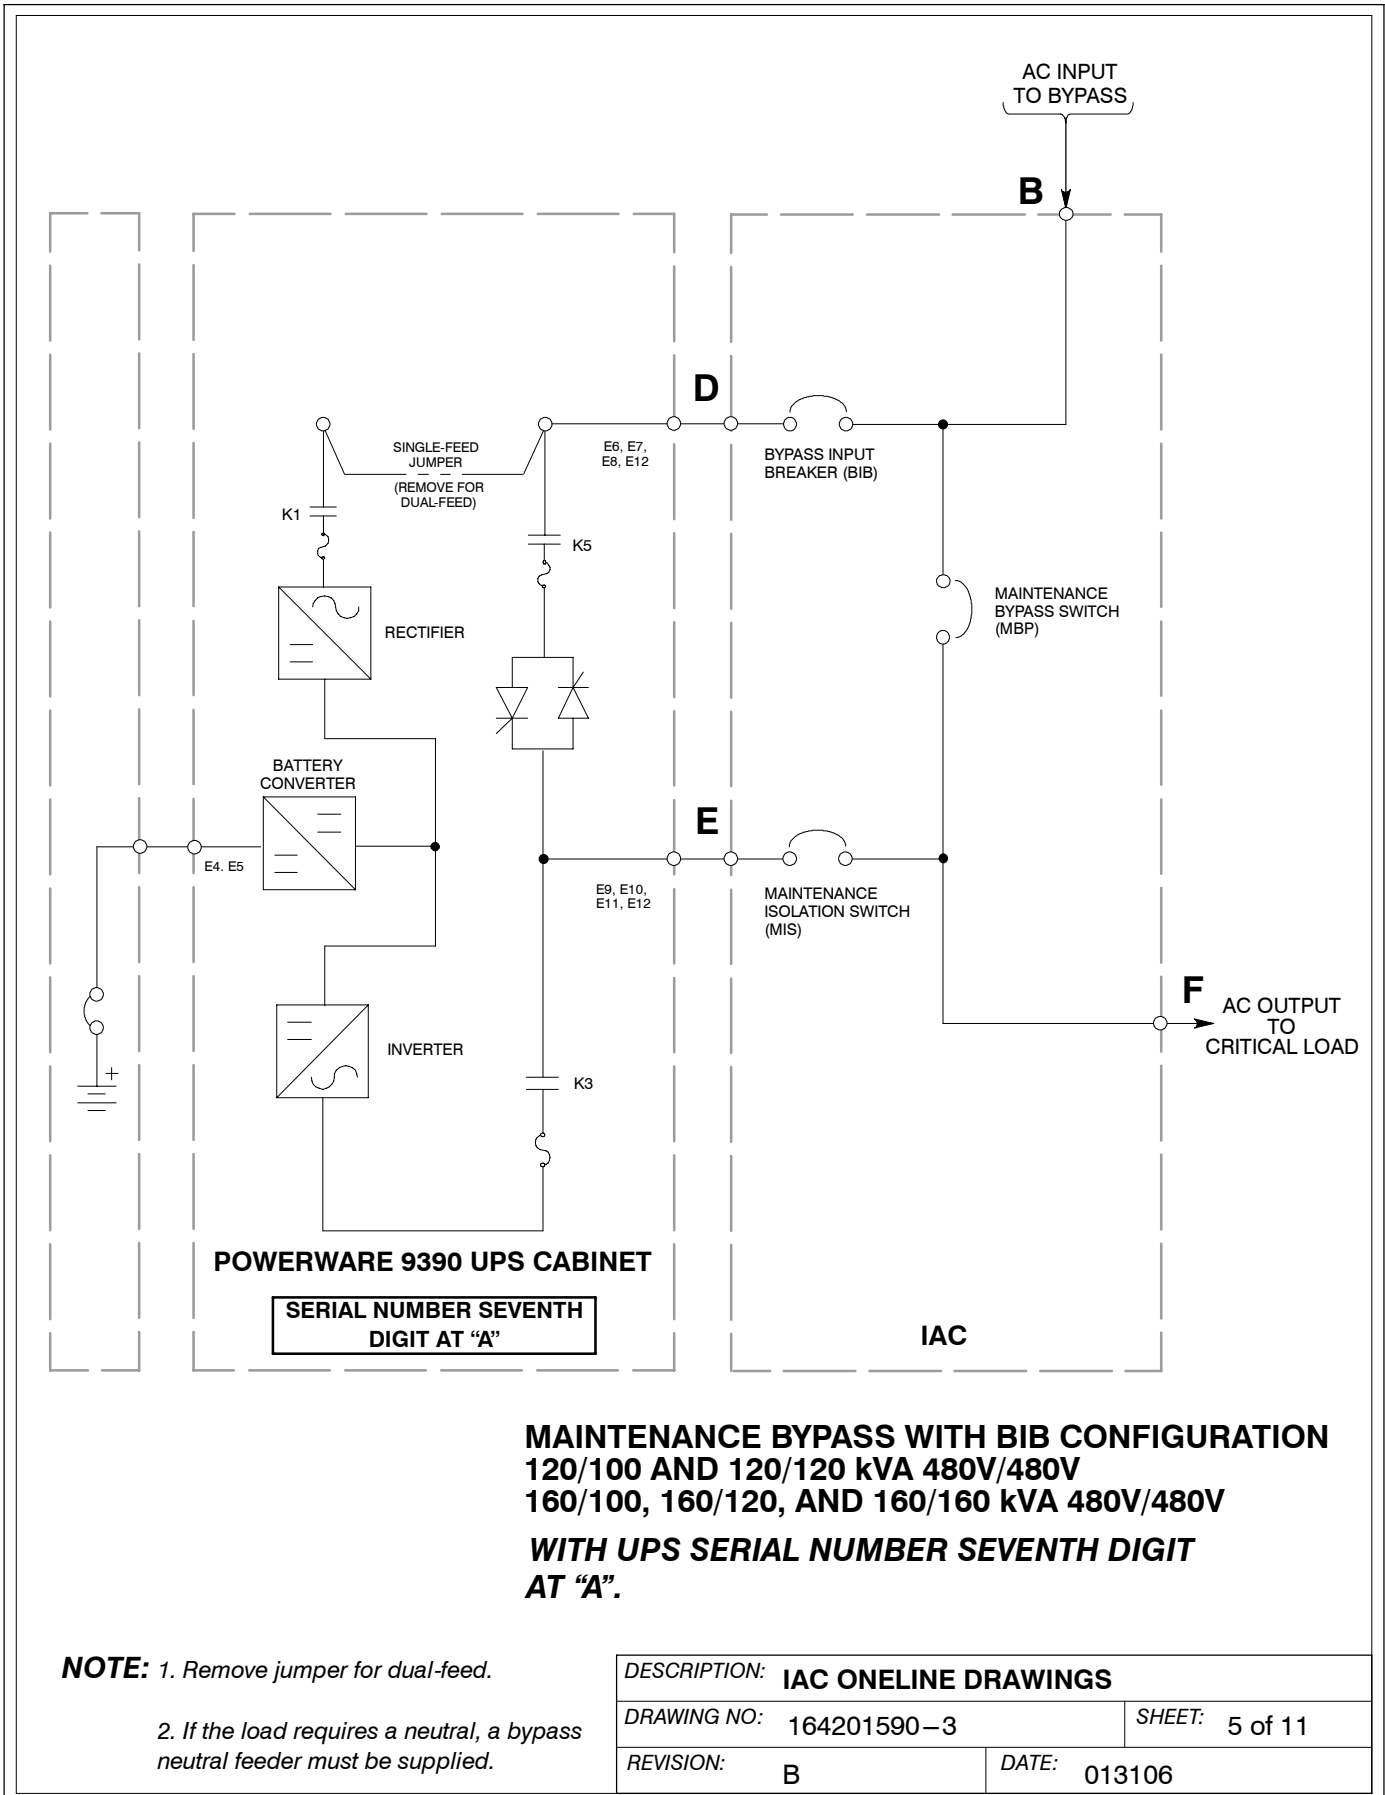 AC INPUT
TO BYPASS
B
D
SINGLE-FEED
JUMPER
(REMOVE FOR
DUAL-FEED)
E6, E7,
E8, E12
BYPASS INPUT
BREAKER (BIB)
K1
K5
MAINTENANCE
BYPASS SWITCH
(MBP)
RECTIFIER
BATTERY
CONVERTER
E
E4. E5
E9, E10,
E11, E12
MAINTENANCE
ISOLATION SWITCH
(MIS)
F
AC OUTPUT
TO
CRITICAL LOAD
INVERTER
+
K3
POWERWARE 9390 UPS CABINET
SERIAL NUMBER SEVENTH
DIGIT AT “A”
IAC
MAINTENANCE BYPASS WITH BIB CONFIGURATION
120/100 AND 120/120 kVA 480V/480V
160/100, 160/120, AND 160/160 kVA 480V/480V
WITH UPS SERIAL NUMBER SEVENTH DIGIT
AT “A”.
NOTE: 1. Remove jumper for dual-feed.
2. If the load requires a neutral, a bypass
neutral feeder must be supplied.
DESCRIPTION: IAC ONELINE DRAWINGS
DRAWING NO: 164201590−3 SHEET: 5 of 11
REVISION: B DATE: 013106